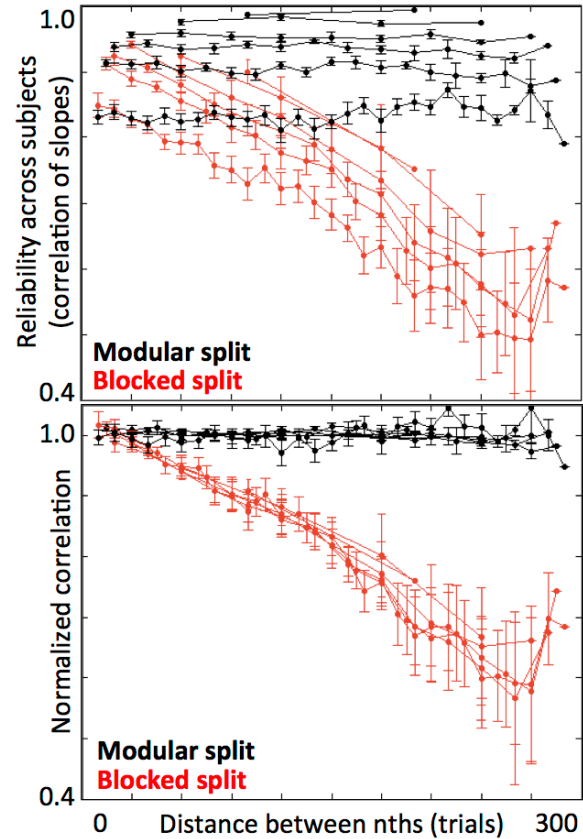 1.0
Reliability across subjects
(correlation of slopes)
Modular split
Blocked split
0.4
1.0
Normalized correlation
Modular split
Blocked split
0.4
0 Distance between nths (trials) 300